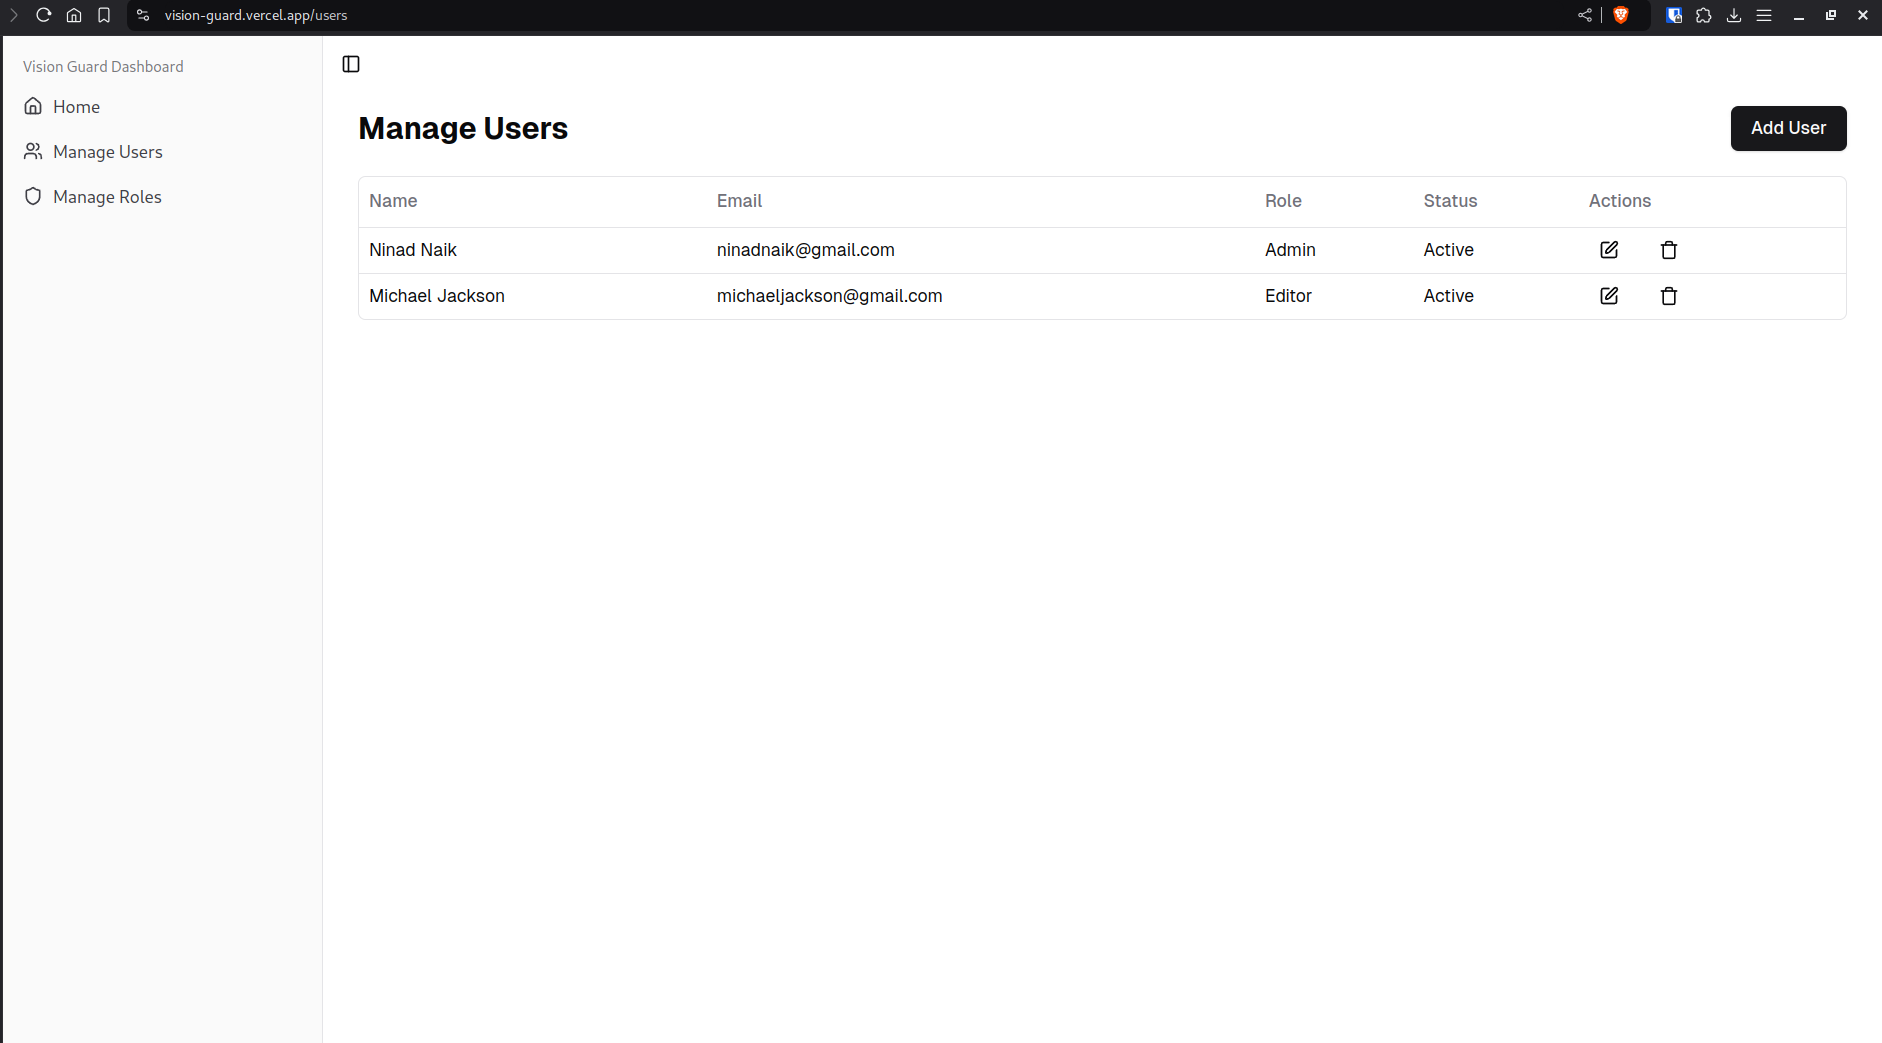 vision-guard.vercel.app/users
Vision Guard Dashboard
Home
Manage Users
Manage Roles
Manage Users
Add User
Name Email Role Status Actions
Ninad Naik ninadnaik@gmail.com Admin Active
Michael Jackson michaeljackson@gmail.com Editor Active